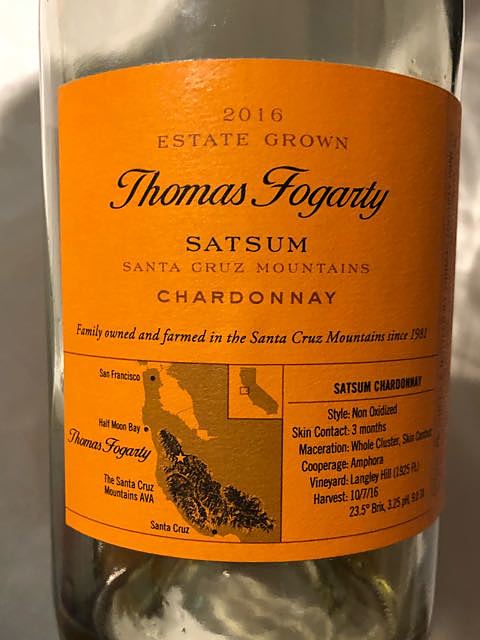 2016
ESTATE GROWN
Thomas Fogarty
SATSUM
SANTA CRUZ MOUNTAINS
CHARDONNAY
Family owned and farmed in the Santa Cruz Mountains since 1981
San Francisco
Half Moon Bay
Thomas Fogarty
The Santa Cruz
Mountains AVA
Santa Cruz
SATSUM CHARDONNAY
Style: Non Oxidized
Skin Contact: 3 months
Maceration: Whole Cluster, Skin Contact
Cooperage: Amphora
Vineyard: Langley Hill (1925 Ft.)
Harvest: 10/7/16
23.5° Brix, 3.25 pH,